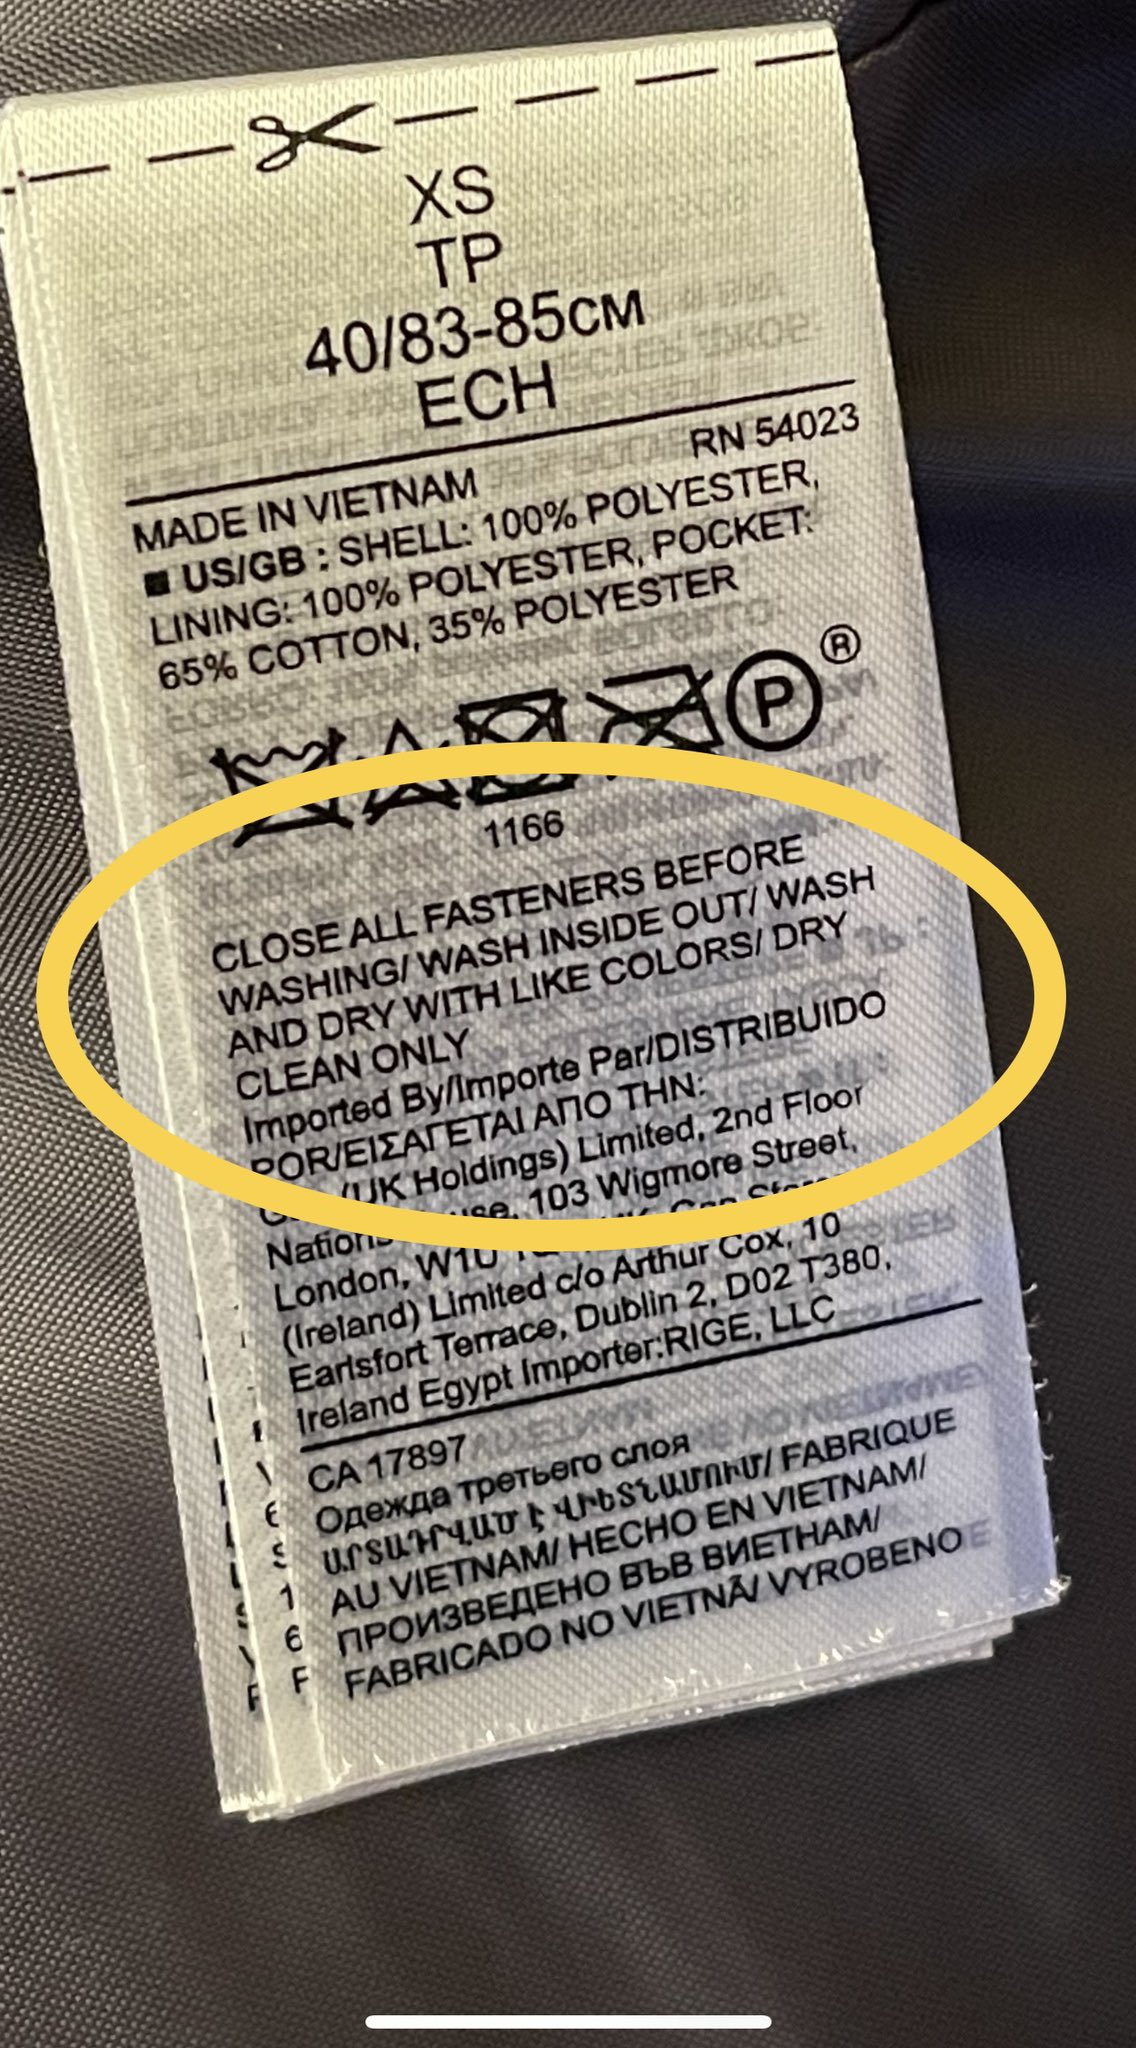 XS
TP
40/83-85CM
ECH
RN 54023
MADE IN VIETNAM
■ US/GB : SHELL: 100% POLYESTER,
LINING: 100% POLYESTER, POCKET:
65% COTTON, 35% POLYESTER
P ®
1166
CLOSE ALL FASTENERS BEFORE
WASHING/ WASH INSIDE OUT/ WASH
AND DRY WITH LIKE COLORS/ DRY
CLEAN ONLY
Imported By/Importe Par/DISTRIBUIDO
POR/ΕΙΣΑΓΕΤΑΙ ΑΠΟ ΤΗΝ:
(UK Holdings) Limited, 2nd Floor
103 Wigmore Street,
London, W1U
(Ireland) Limited c/o Arthur Cox, 10
Earlsfort Terrace, Dublin 2, D02 T380,
Ireland Egypt Importer:RIGE, LLC
CA 17897
Одежда третьего слоя
ԱՐՏԱԴՐՎԱԾ Է ՎԻԵՏՆԱՄՈՒՄ/ FABRIQUE
AU VIETNAM/ HECHO EN VIETNAM/
ПРОИЗВЕДЕНО ВЪВ ВИЕТНАМ/
FABRICADO NO VIETNÃ/ VYROBENO